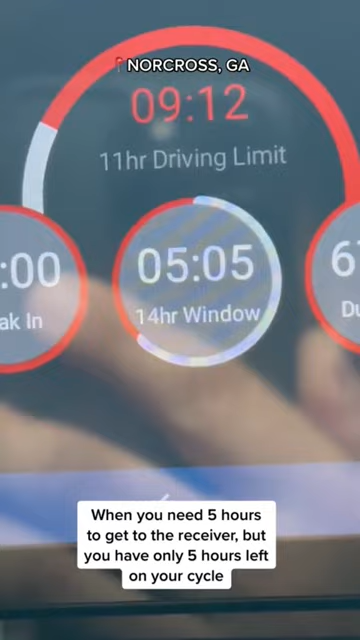 NORCROSS, GA
09:12
11hr Driving Limit
:00
ak In
05:05
14hr Window
6
Du
When you need 5 hours
to get to the receiver, but
you have only 5 hours left
on your cycle